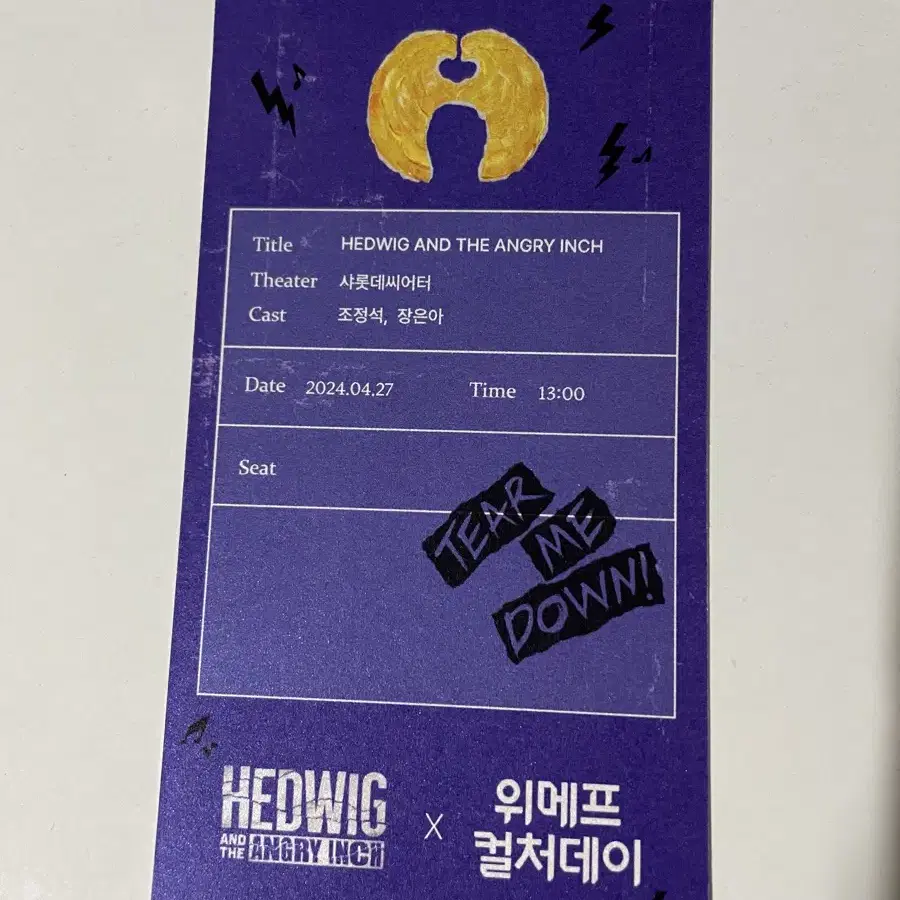 Title HEDWIG AND THE ANGRY INCH
Theater 샤롯데씨어터
Cast 조정석, 장은아
Date 2024.04.27 Time 13:00
Seat
TEAR
ME
DOWN!
HEDWIG
AND THE ANGRY INCH
X
위메프
컬처데이